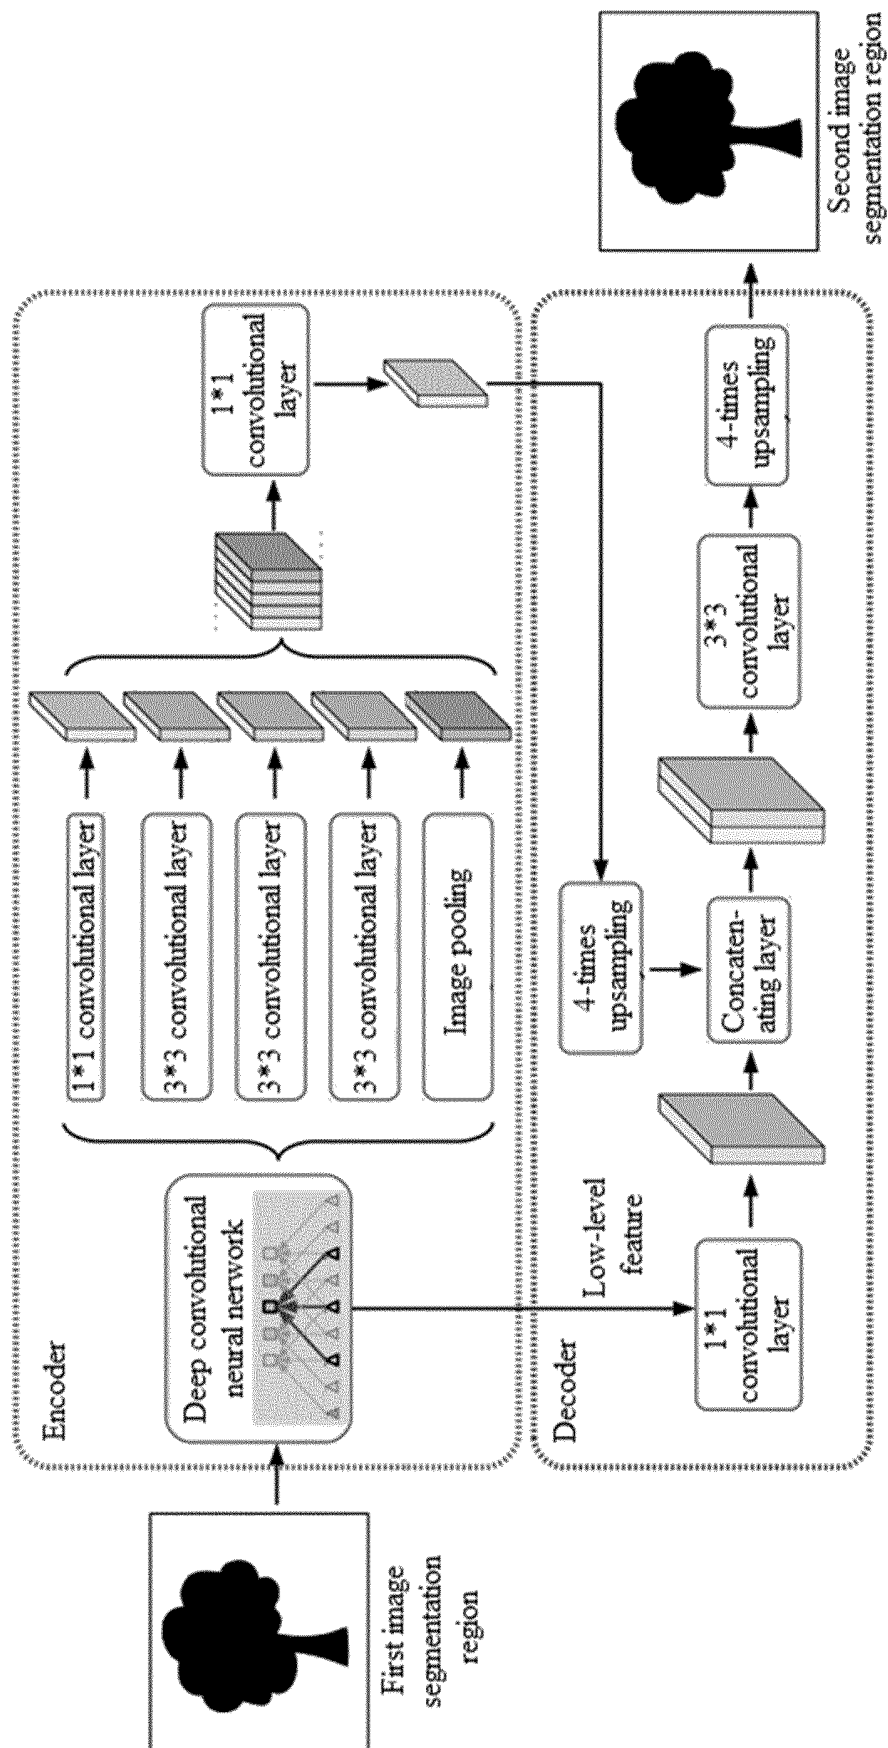 Encoder
First image
segmentation
region
Deep convolutional
neural nerwork
1*1 convolutional layer
3*3 convolutional layer
3*3 convolutional layer
3*3 convolutional layer
Image pooling
1*1
convolutional
layer
Decoder
Low-level
feature
1*1
convolutional
layer
4-times
upsampling
Concaten-
ating layer
3*3
convolutional
layer
4-times
upsampling
Second image
segmentation region